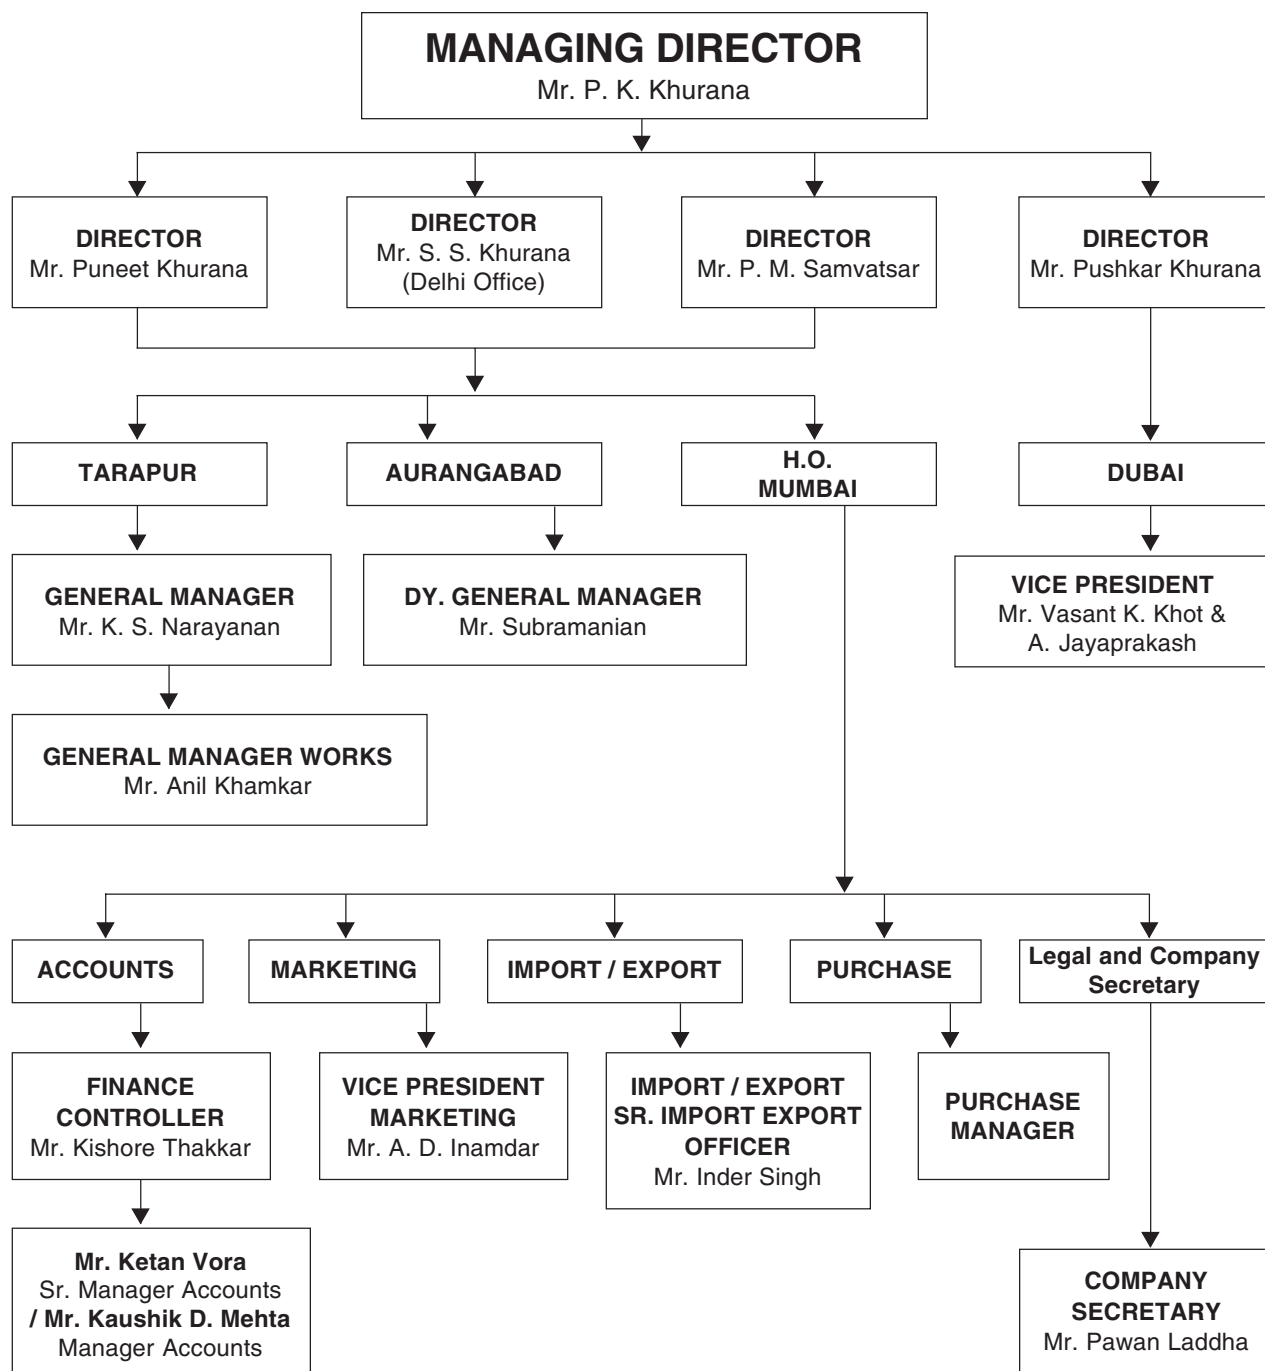 MANAGING DIRECTOR
Mr. P. K. Khurana
DIRECTOR
Mr. Puneet Khurana
DIRECTOR
Mr. S. S. Khurana
(Delhi Office)
DIRECTOR
Mr. P. M. Samvatsar
DIRECTOR
Mr. Pushkar Khurana
TARAPUR
AURANGABAD
H.O.
MUMBAI
DUBAI
GENERAL MANAGER
Mr. K. S. Narayanan
DY. GENERAL MANAGER
Mr. Subramanian
VICE PRESIDENT
Mr. Vasant K. Khot &
A. Jayaprakash
GENERAL MANAGER WORKS
Mr. Anil Khamkar
ACCOUNTS
MARKETING
IMPORT / EXPORT
PURCHASE
Legal and Company
Secretary
FINANCE
CONTROLLER
Mr. Kishore Thakkar
VICE PRESIDENT
MARKETING
Mr. A. D. Inamdar
IMPORT / EXPORT
SR. IMPORT EXPORT
OFFICER
Mr. Inder Singh
PURCHASE
MANAGER
Mr. Ketan Vora
Sr. Manager Accounts
/ Mr. Kaushik D. Mehta
Manager Accounts
COMPANY
SECRETARY
Mr. Pawan Laddha